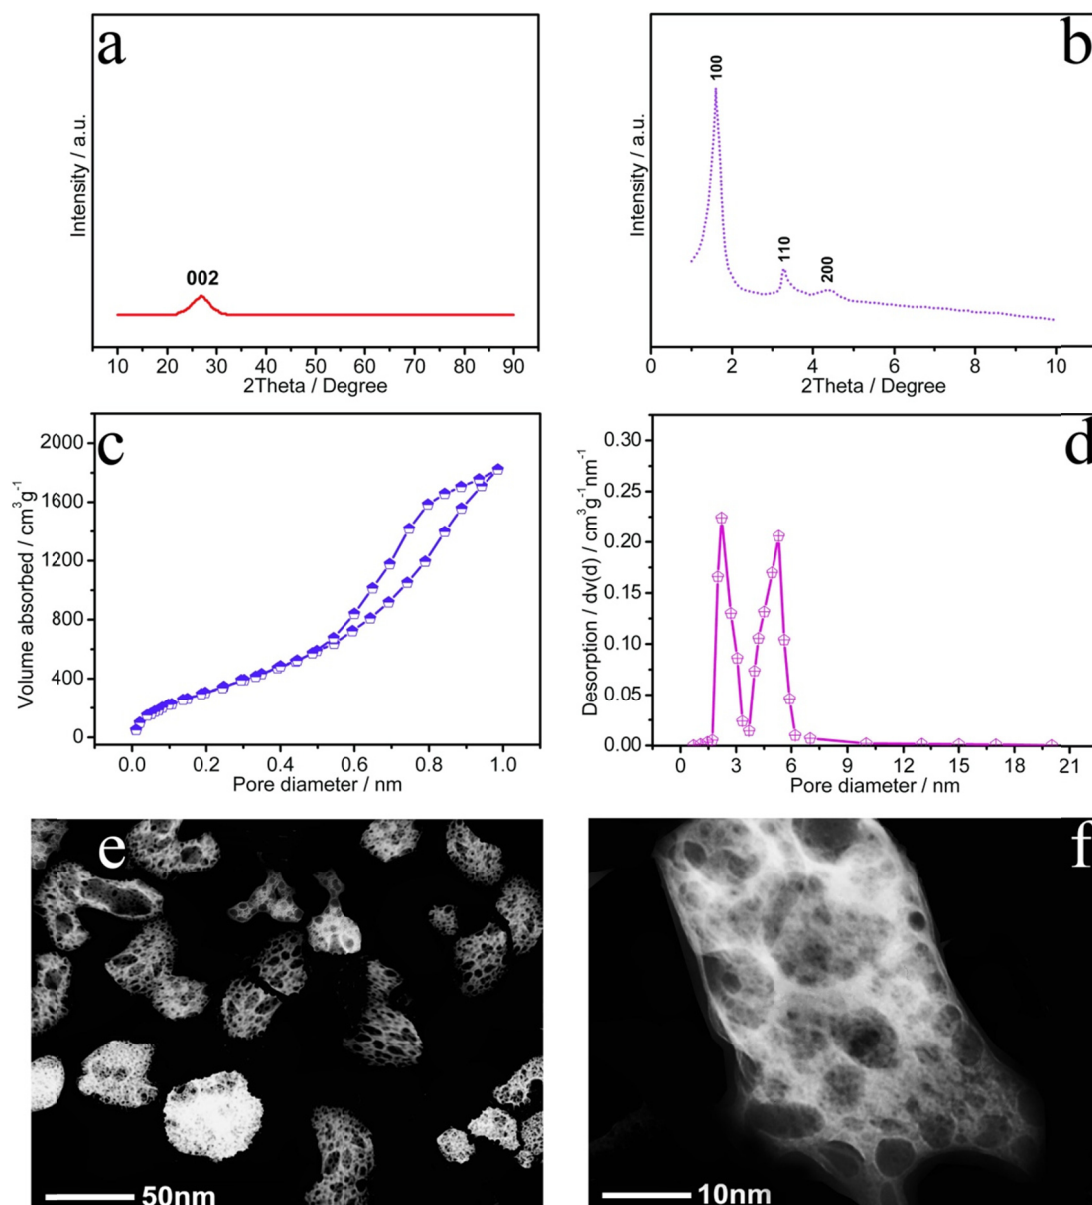 a
Intensity / a.u.
002
10 20 30 40 50 60 70 80 90
2Theta / Degree
b
Intensity / a.u.
100
110
200
0 2 4 6 8 10
2Theta / Degree
c
Volume absorbed / cm³g⁻¹
2000
1600
1200
800
400
0
0.0 0.2 0.4 0.6 0.8 1.0
Pore diameter / nm
d
Desorption / dv(d) / cm³g⁻¹nm⁻¹
0.30
0.25
0.20
0.15
0.10
0.05
0.00
0 3 6 9 12 15 18 21
Pore diameter / nm
e
50nm
f
10nm